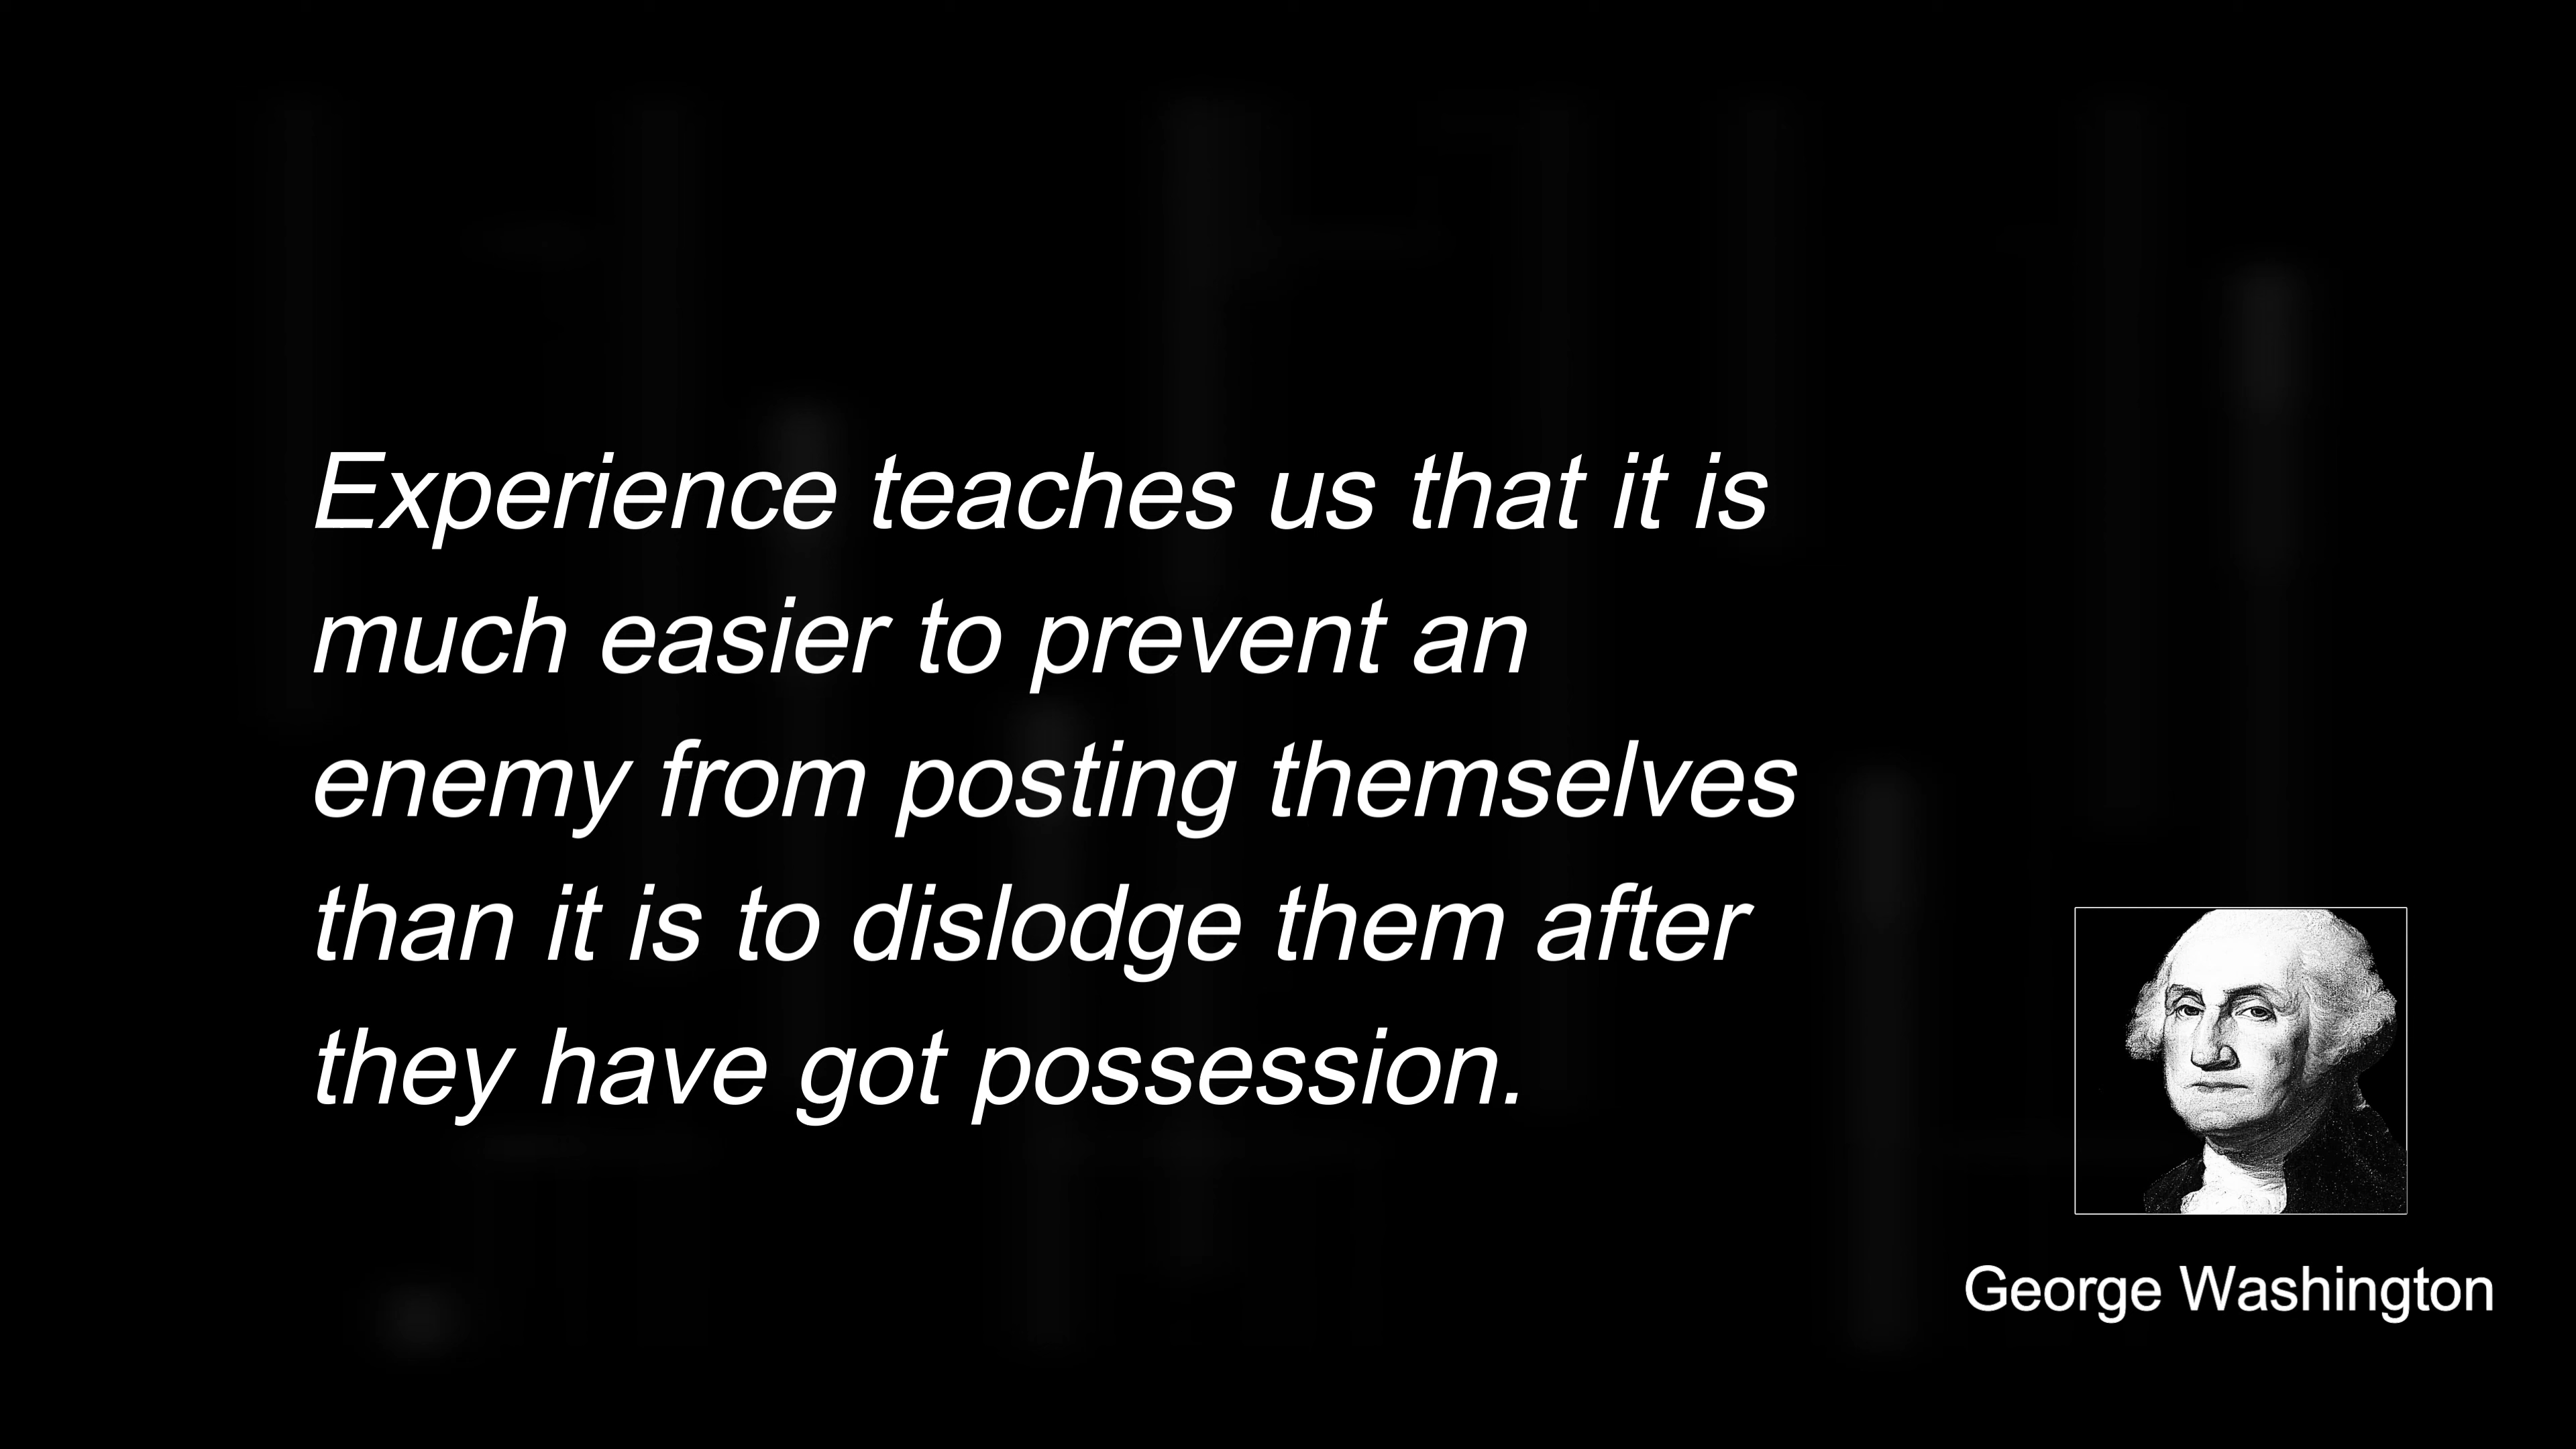 Experience teaches us that it is
much easier to prevent an
enemy from posting themselves
than it is to dislodge them after
they have got possession.
George Washington